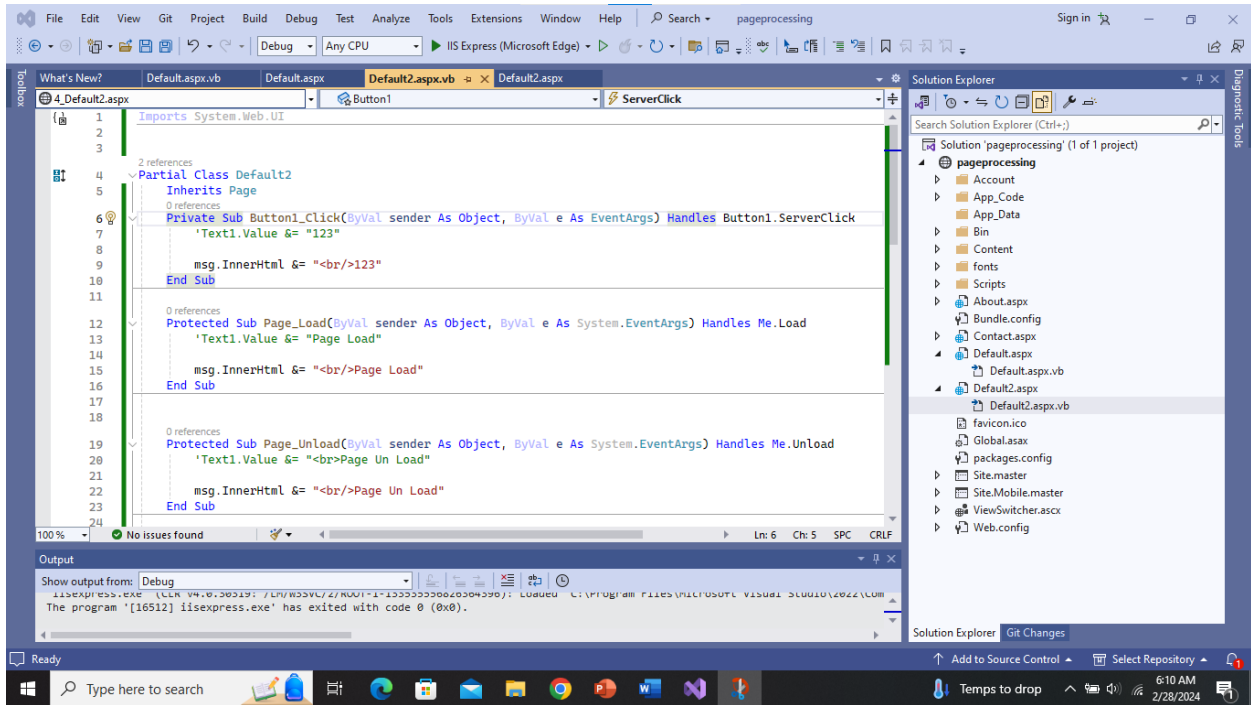 File Edit View Git Project Build Debug Test Analyze Tools Extensions Window Help Search pageprocessing Sign in
Debug Any CPU IIS Express (Microsoft Edge)
Toolbox
What's New? Default.aspx.vb Default.aspx Default2.aspx.vb Default2.aspx
4_Default2.aspx Button1 ServerClick
1 Imports System.Web.UI
2
3
2 references
4 Partial Class Default2
5 Inherits Page
0 references
6 Private Sub Button1_Click(ByVal sender As Object, ByVal e As EventArgs) Handles Button1.ServerClick
7 'Text1.Value &= "123"
8
9 msg.InnerHtml &= "<br/>123"
10 End Sub
11
0 references
12 Protected Sub Page_Load(ByVal sender As Object, ByVal e As System.EventArgs) Handles Me.Load
13 'Text1.Value &= "Page Load"
14
15 msg.InnerHtml &= "<br/>Page Load"
16 End Sub
17
18
0 references
19 Protected Sub Page_Unload(ByVal sender As Object, ByVal e As System.EventArgs) Handles Me.Unload
20 'Text1.Value &= "<br>Page Un Load"
21
22 msg.InnerHtml &= "<br/>Page Un Load"
23 End Sub
24
100 % No issues found Ln: 6 Ch: 5 SPC CRLF
Output
Show output from: Debug
The program '[16512] iisexpress.exe' has exited with code 0 (0x0).
Solution Explorer
Search Solution Explorer (Ctrl+;)
Solution 'pageprocessing' (1 of 1 project)
pageprocessing
Account
App_Code
App_Data
Bin
Content
fonts
Scripts
About.aspx
Bundle.config
Contact.aspx
Default.aspx
Default.aspx.vb
Default2.aspx
Default2.aspx.vb
favicon.ico
Global.asax
packages.config
Site.master
Site.Mobile.master
ViewSwitcher.ascx
Web.config
Solution Explorer Git Changes
Diagnostic Tools
Ready Add to Source Control Select Repository 1
Type here to search Temps to drop 6:10 AM
2/28/2024 1